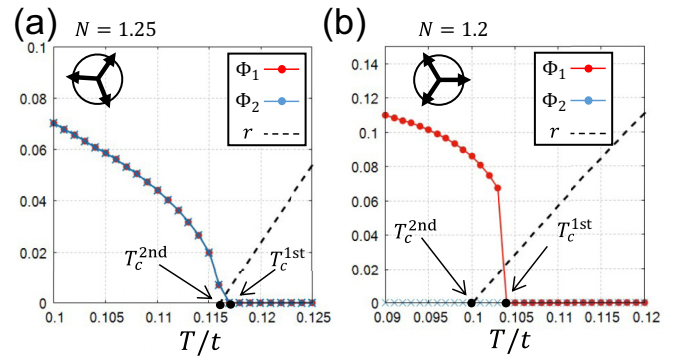 (a) N = 1.25
0.1
0.08
0.06
0.04
0.02
0
Φ₁
Φ₂
r
T_c^2nd
T_c^1st
0.1 0.105 0.11 0.115 0.12 0.125
T/t
(b) N = 1.2
0.14
0.12
0.1
0.08
0.06
0.04
0.02
0
Φ₁
Φ₂
r
T_c^2nd
T_c^1st
0.09 0.095 0.1 0.105 0.11 0.115 0.12
T/t